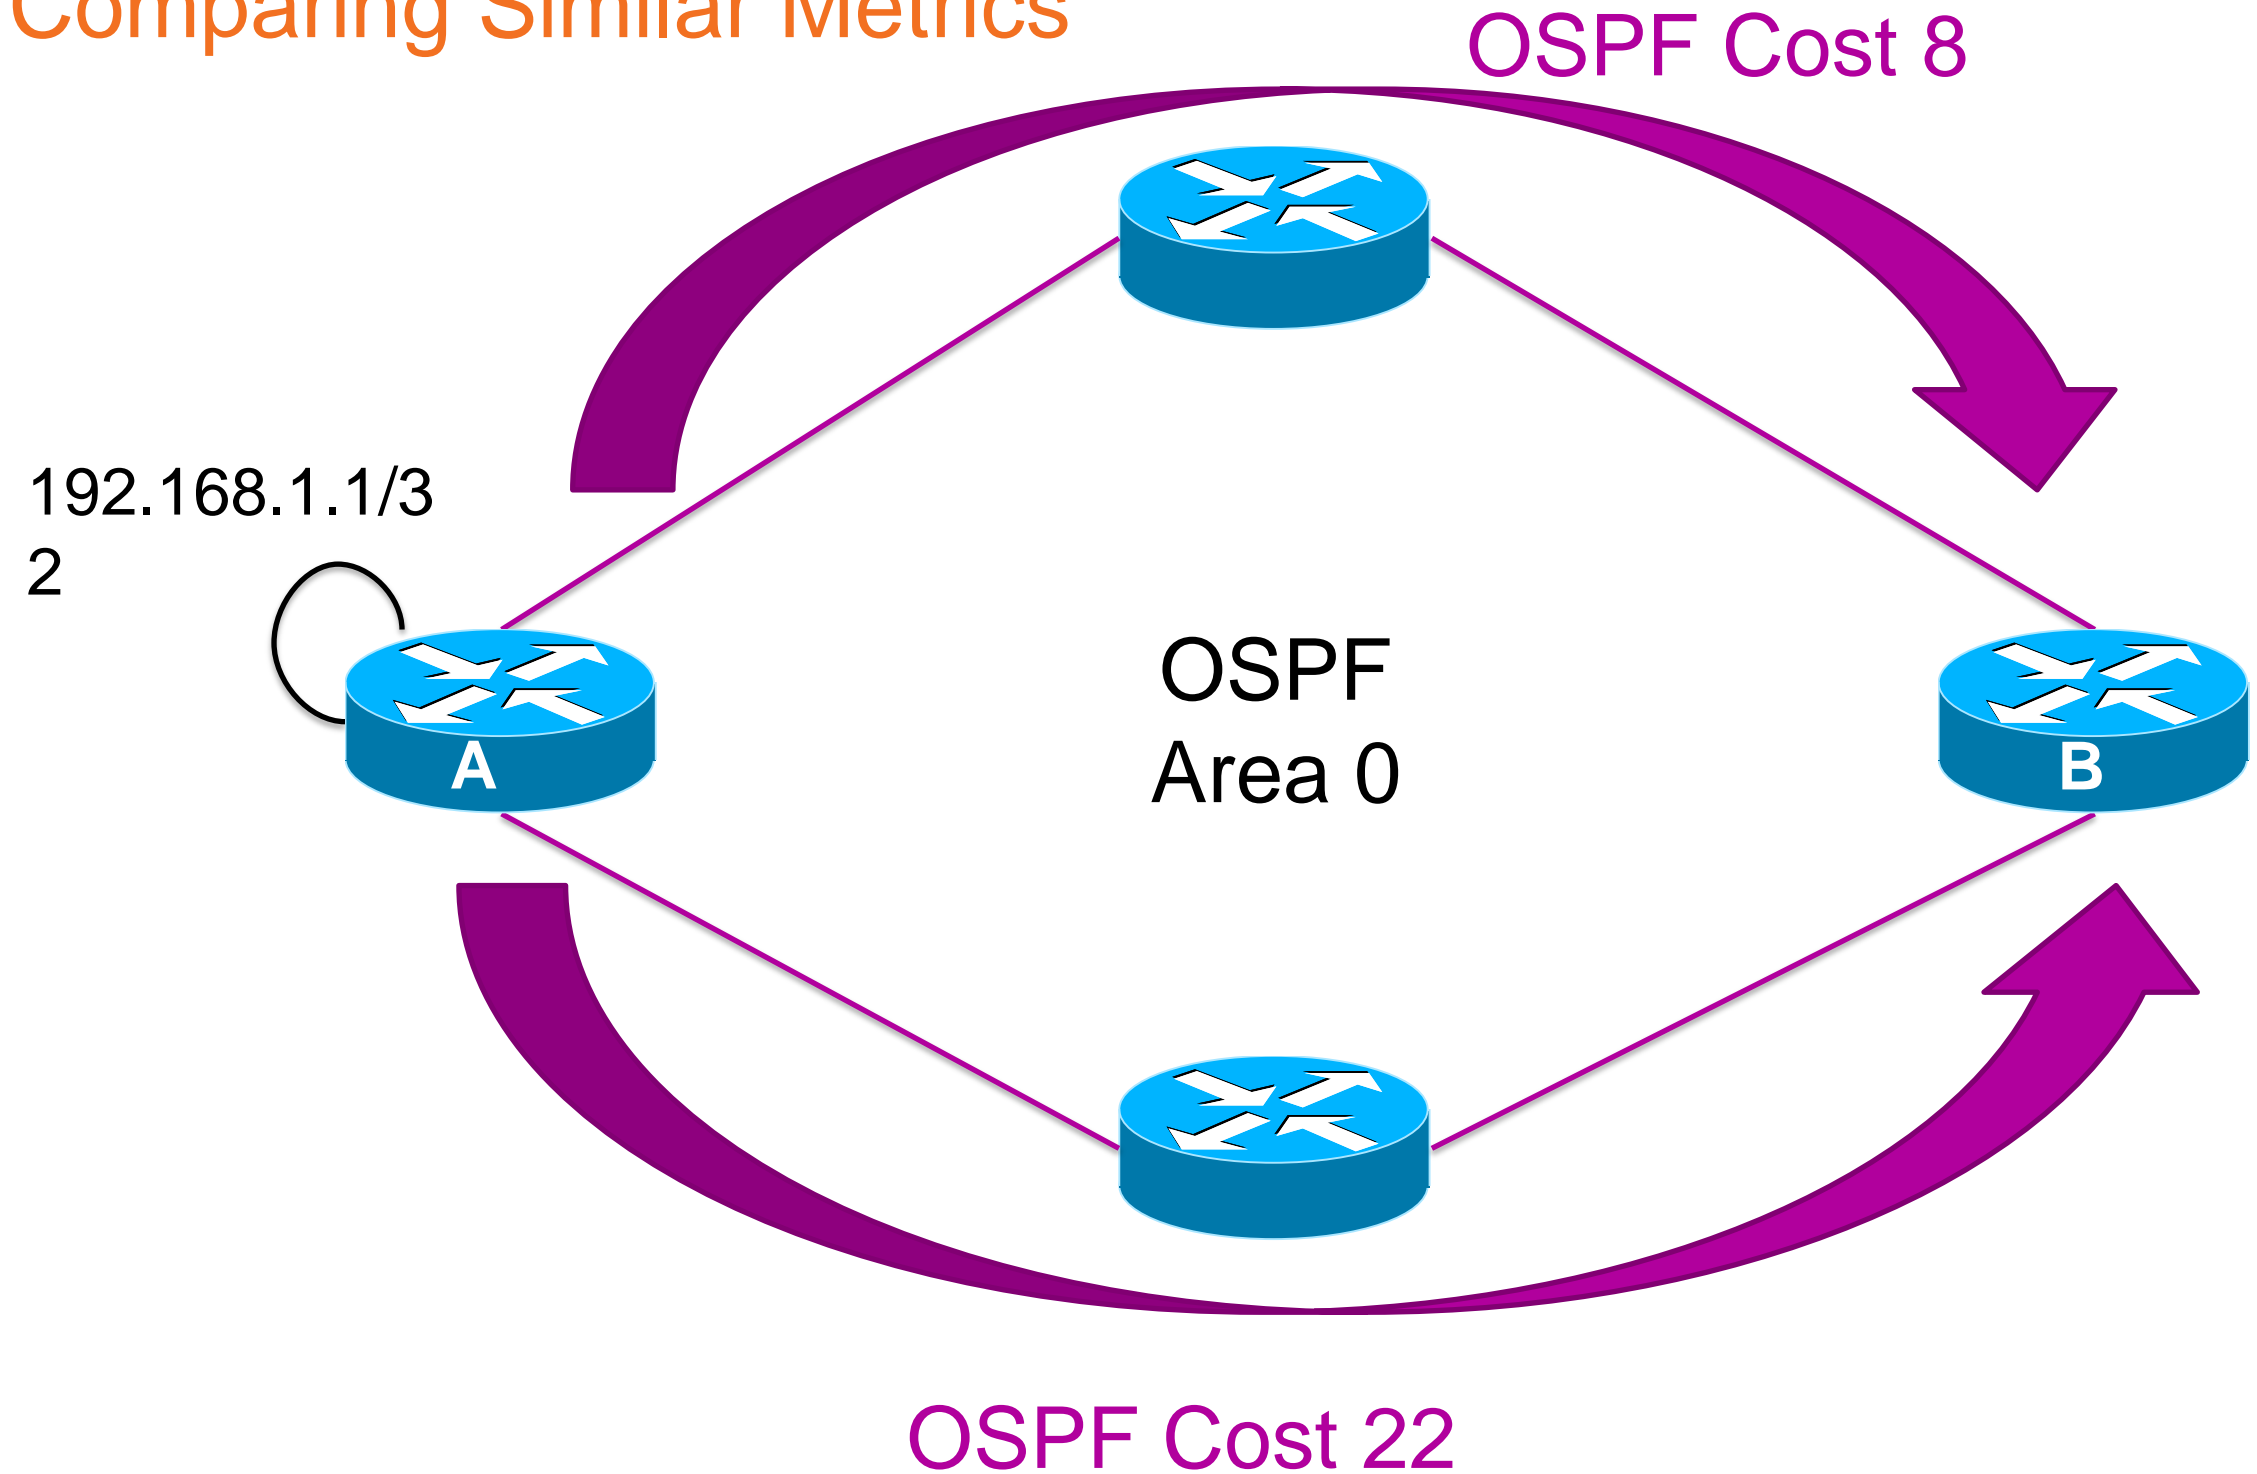 Comparing Similar Metrics
OSPF Cost 8
192.168.1.1/3
2
OSPF
Area 0
A
B
OSPF Cost 22